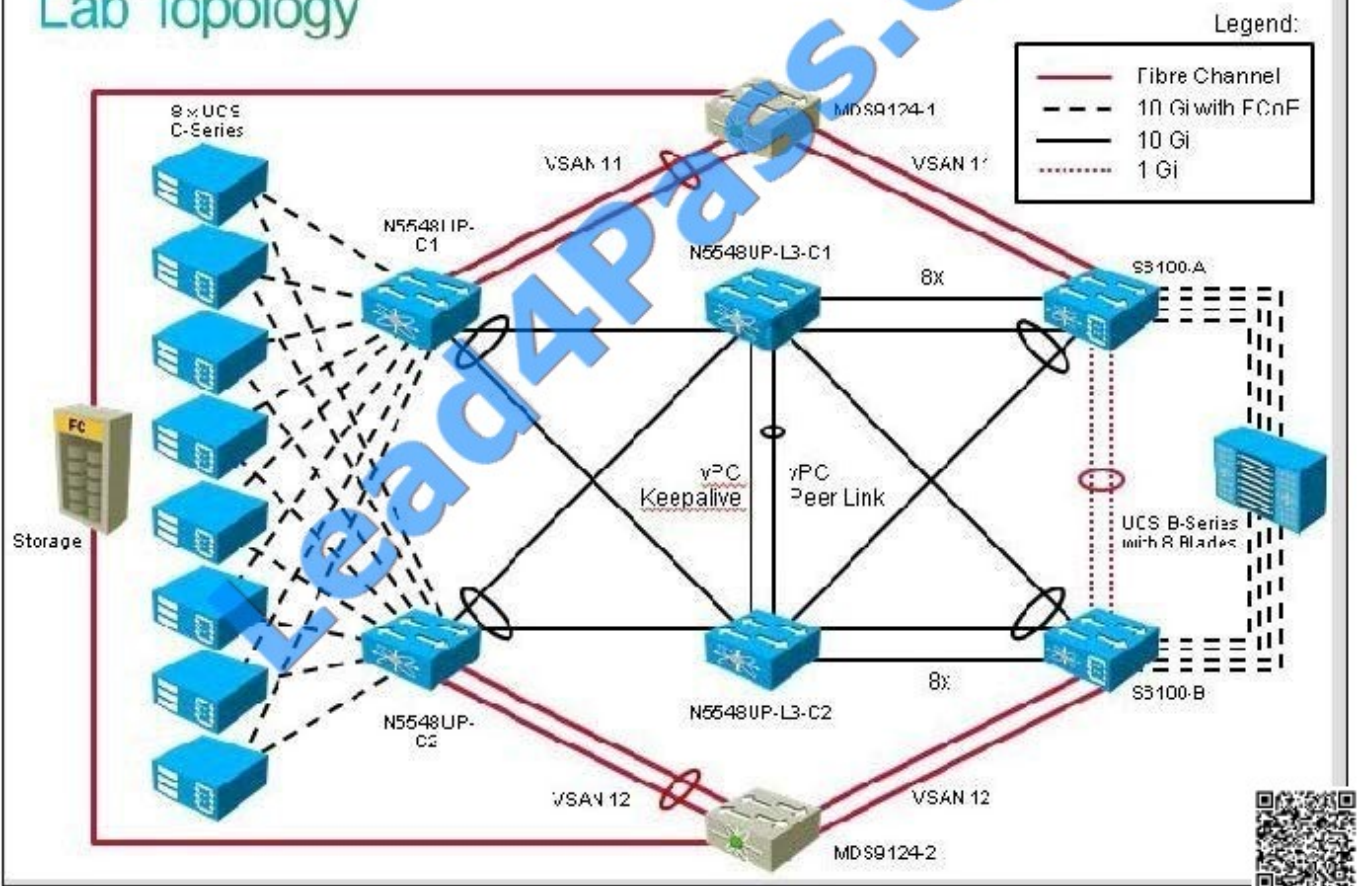 Lab Topology
Legend:
Fibre Channel
10 Gi with FCoE
10 Gi
1 Gi
8 x UCS
C-Series
MDS9124-1
VSAN 11
VSAN 11
N5548UP-
C1
N5548UP-L3-C1
8x
S3100-A
FC
Storage
vPC
Keepalive
vPC
Peer Link
UCS B-Series
with 8 Blades
N5548UP-
C2
N5548UP-L3-C2
8x
S3100-B
VSAN 12
VSAN 12
MDS9124-2
Lead4Pass.